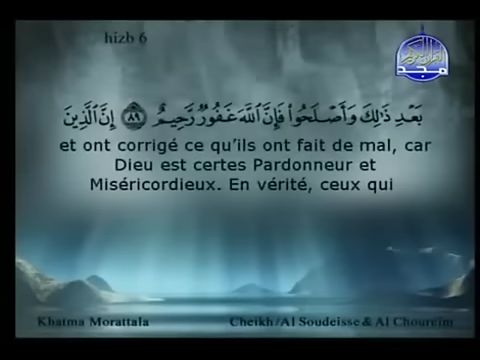 hizb 6
المجد
بَعْدِ ذَٰلِكَ وَأَصْلَحُوا۟ فَإِنَّ ٱللَّهَ غَفُورٌ رَّحِيمٌ ٨٩ إِنَّ ٱلَّذِينَ
et ont corrigé ce qu'ils ont fait de mal, car
Dieu est certes Pardonneur et
Miséricordieux. En vérité, ceux qui
Khatma Morattala
Cheikh/Al Soudeisse & Al Choureim